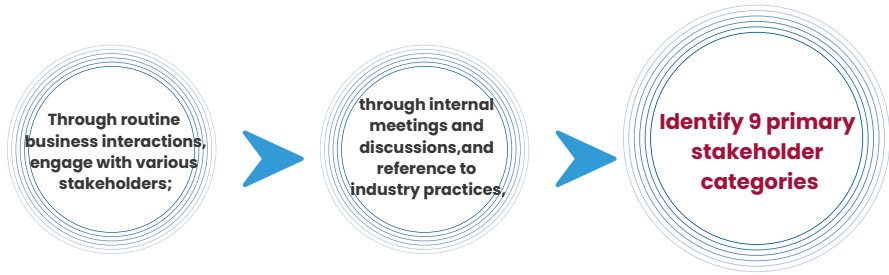 Through routine
business interactions,
engage with various
stakeholders;
through internal
meetings and
discussions,and
reference to
industry practices,
Identify 9 primary
stakeholder
categories